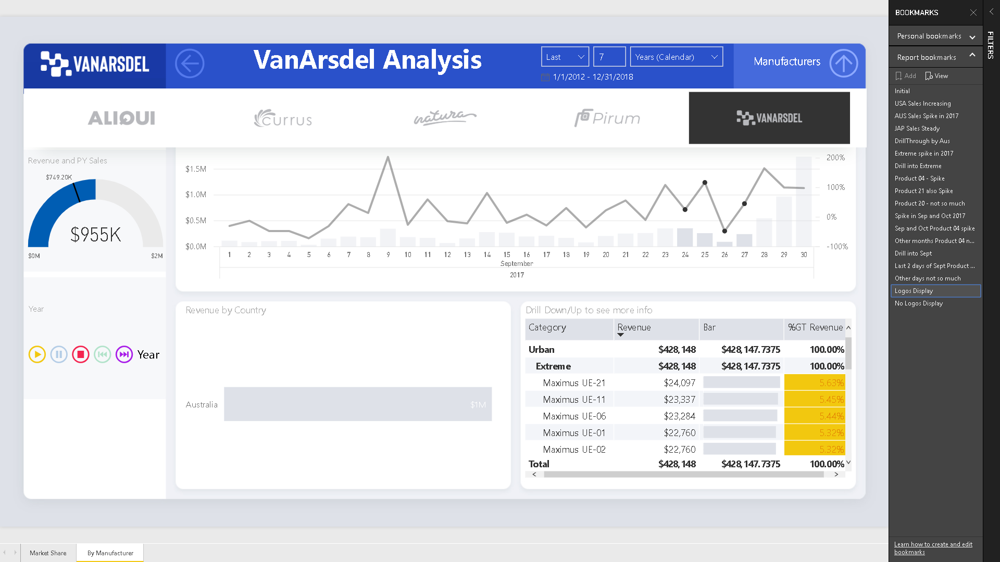 VANARSDEL
VanArsdel Analysis
Last
7
Years (Calendar)
1/1/2012 - 12/31/2018
Manufacturers
ALIQUI
Currus
natura
Pirum
VANARSDEL
Revenue and PY Sales
$749.20K
$955K
$0M
$2M
Year
Year
$1.5M
$1.0M
$0.5M
$0.0M
200%
100%
0%
-100%
1 2 3 4 5 6 7 8 9 10 11 12 13 14 15 16 17 18 19 20 21 22 23 24 25 26 27 28 29 30
September
2017
Revenue by Country
Australia
$1M
Drill Down/Up to see more info
Category Revenue Bar %GT Revenue
Urban $428,148 $428,147.7375 100.00%
Extreme $428,148 $428,147.7375 100.00%
Maximus UE-21 $24,097 5.63%
Maximus UE-11 $23,337 5.45%
Maximus UE-06 $23,284 5.44%
Maximus UE-01 $22,760 5.32%
Maximus UE-02 $22,760 5.32%
Total $428,148 $428,147.7375 100.00%
Market Share
By Manufacturer
BOOKMARKS
Personal bookmarks
Report bookmarks
Add View
Initial
USA Sales Increasing
AUS Sales Spike in 2017
JAP Sales Steady
DrillThrough by Aus
Extreme spike in 2017
Drill into Extreme
Product 04 - Spike
Product 21 also Spike
Product 20 - not so much
Spike in Sep and Oct 2017
Sep and Oct Product 04 spike
Other months Product 04 n...
Drill into Sept
Last 2 days of Sept Product ...
Other days not so much
Logos Display
No Logos Display
Learn how to create and edit
bookmarks
FILTERS